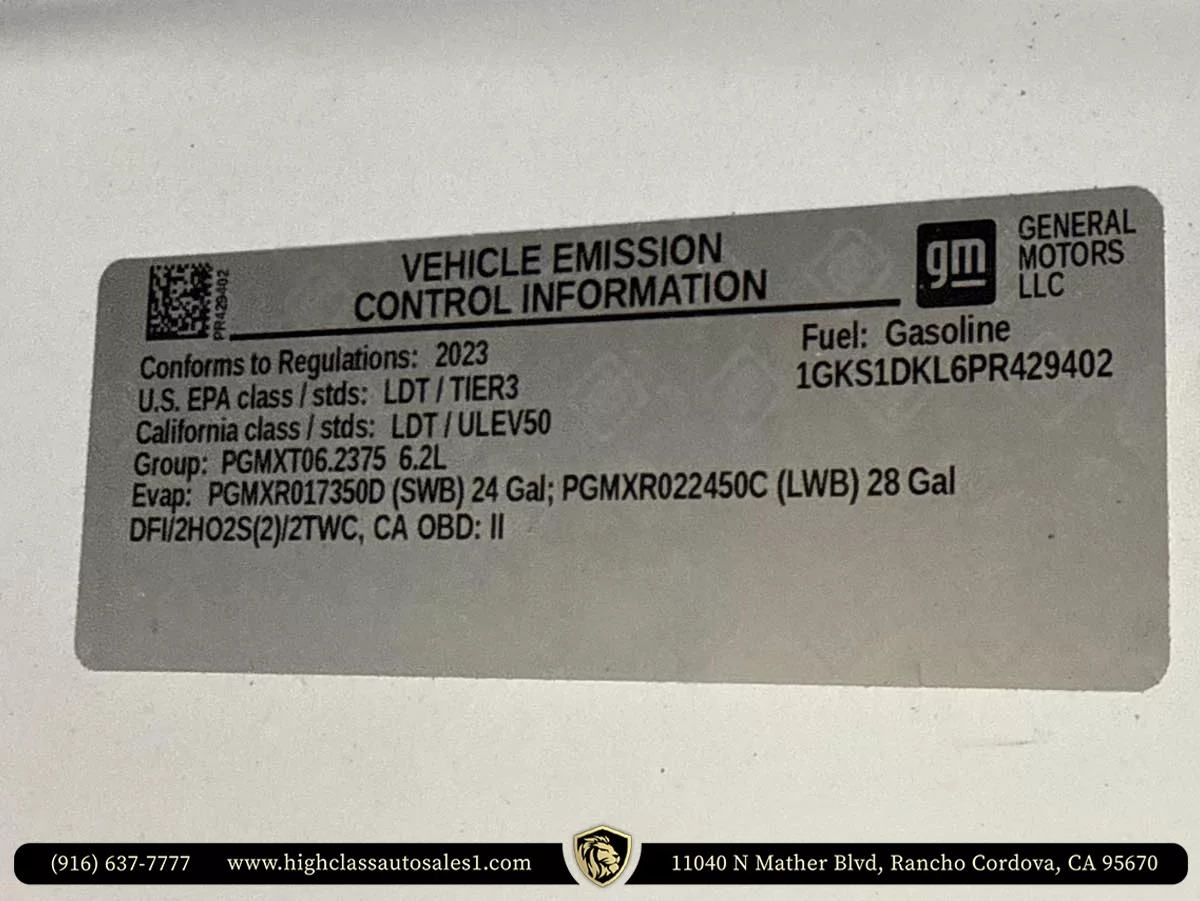 VEHICLE EMISSION
CONTROL INFORMATION
gm
GENERAL
MOTORS
LLC
PR429402
Fuel: Gasoline
1GKS1DKL6PR429402
Conforms to Regulations: 2023
U.S. EPA class / stds: LDT / TIER3
California class / stds: LDT / ULEV50
Group: PGMXT06.2375 6.2L
Evap: PGMXR017350D (SWB) 24 Gal; PGMXR022450C (LWB) 28 Gal
DFI/2HO2S(2)/2TWC, CA OBD: II
(916) 637-7777 www.highclassautosales1.com 11040 N Mather Blvd, Rancho Cordova, CA 95670